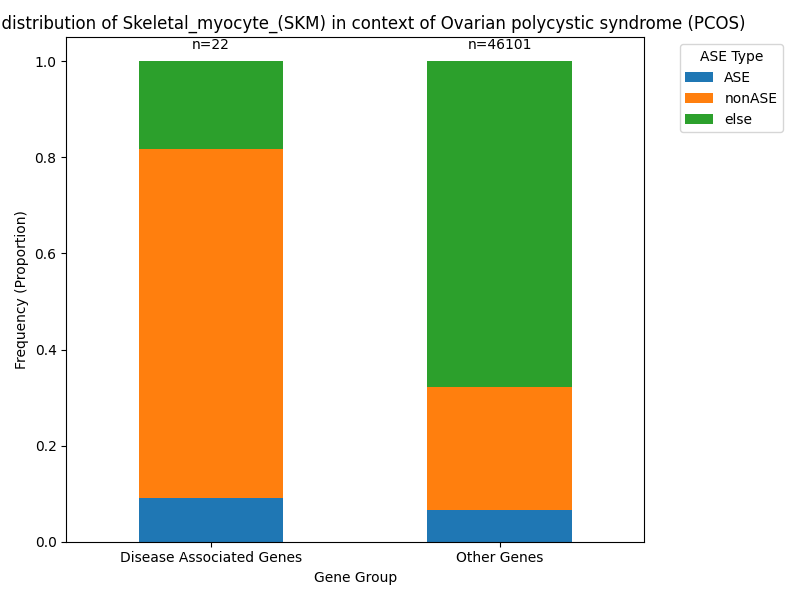 distribution of Skeletal_myocyte_(SKM) in context of Ovarian polycystic syndrome (PCOS)
n=22
n=46101
ASE Type
ASE
nonASE
else
1.0
0.8
0.6
0.4
0.2
0.0
Frequency (Proportion)
Disease Associated Genes
Other Genes
Gene Group